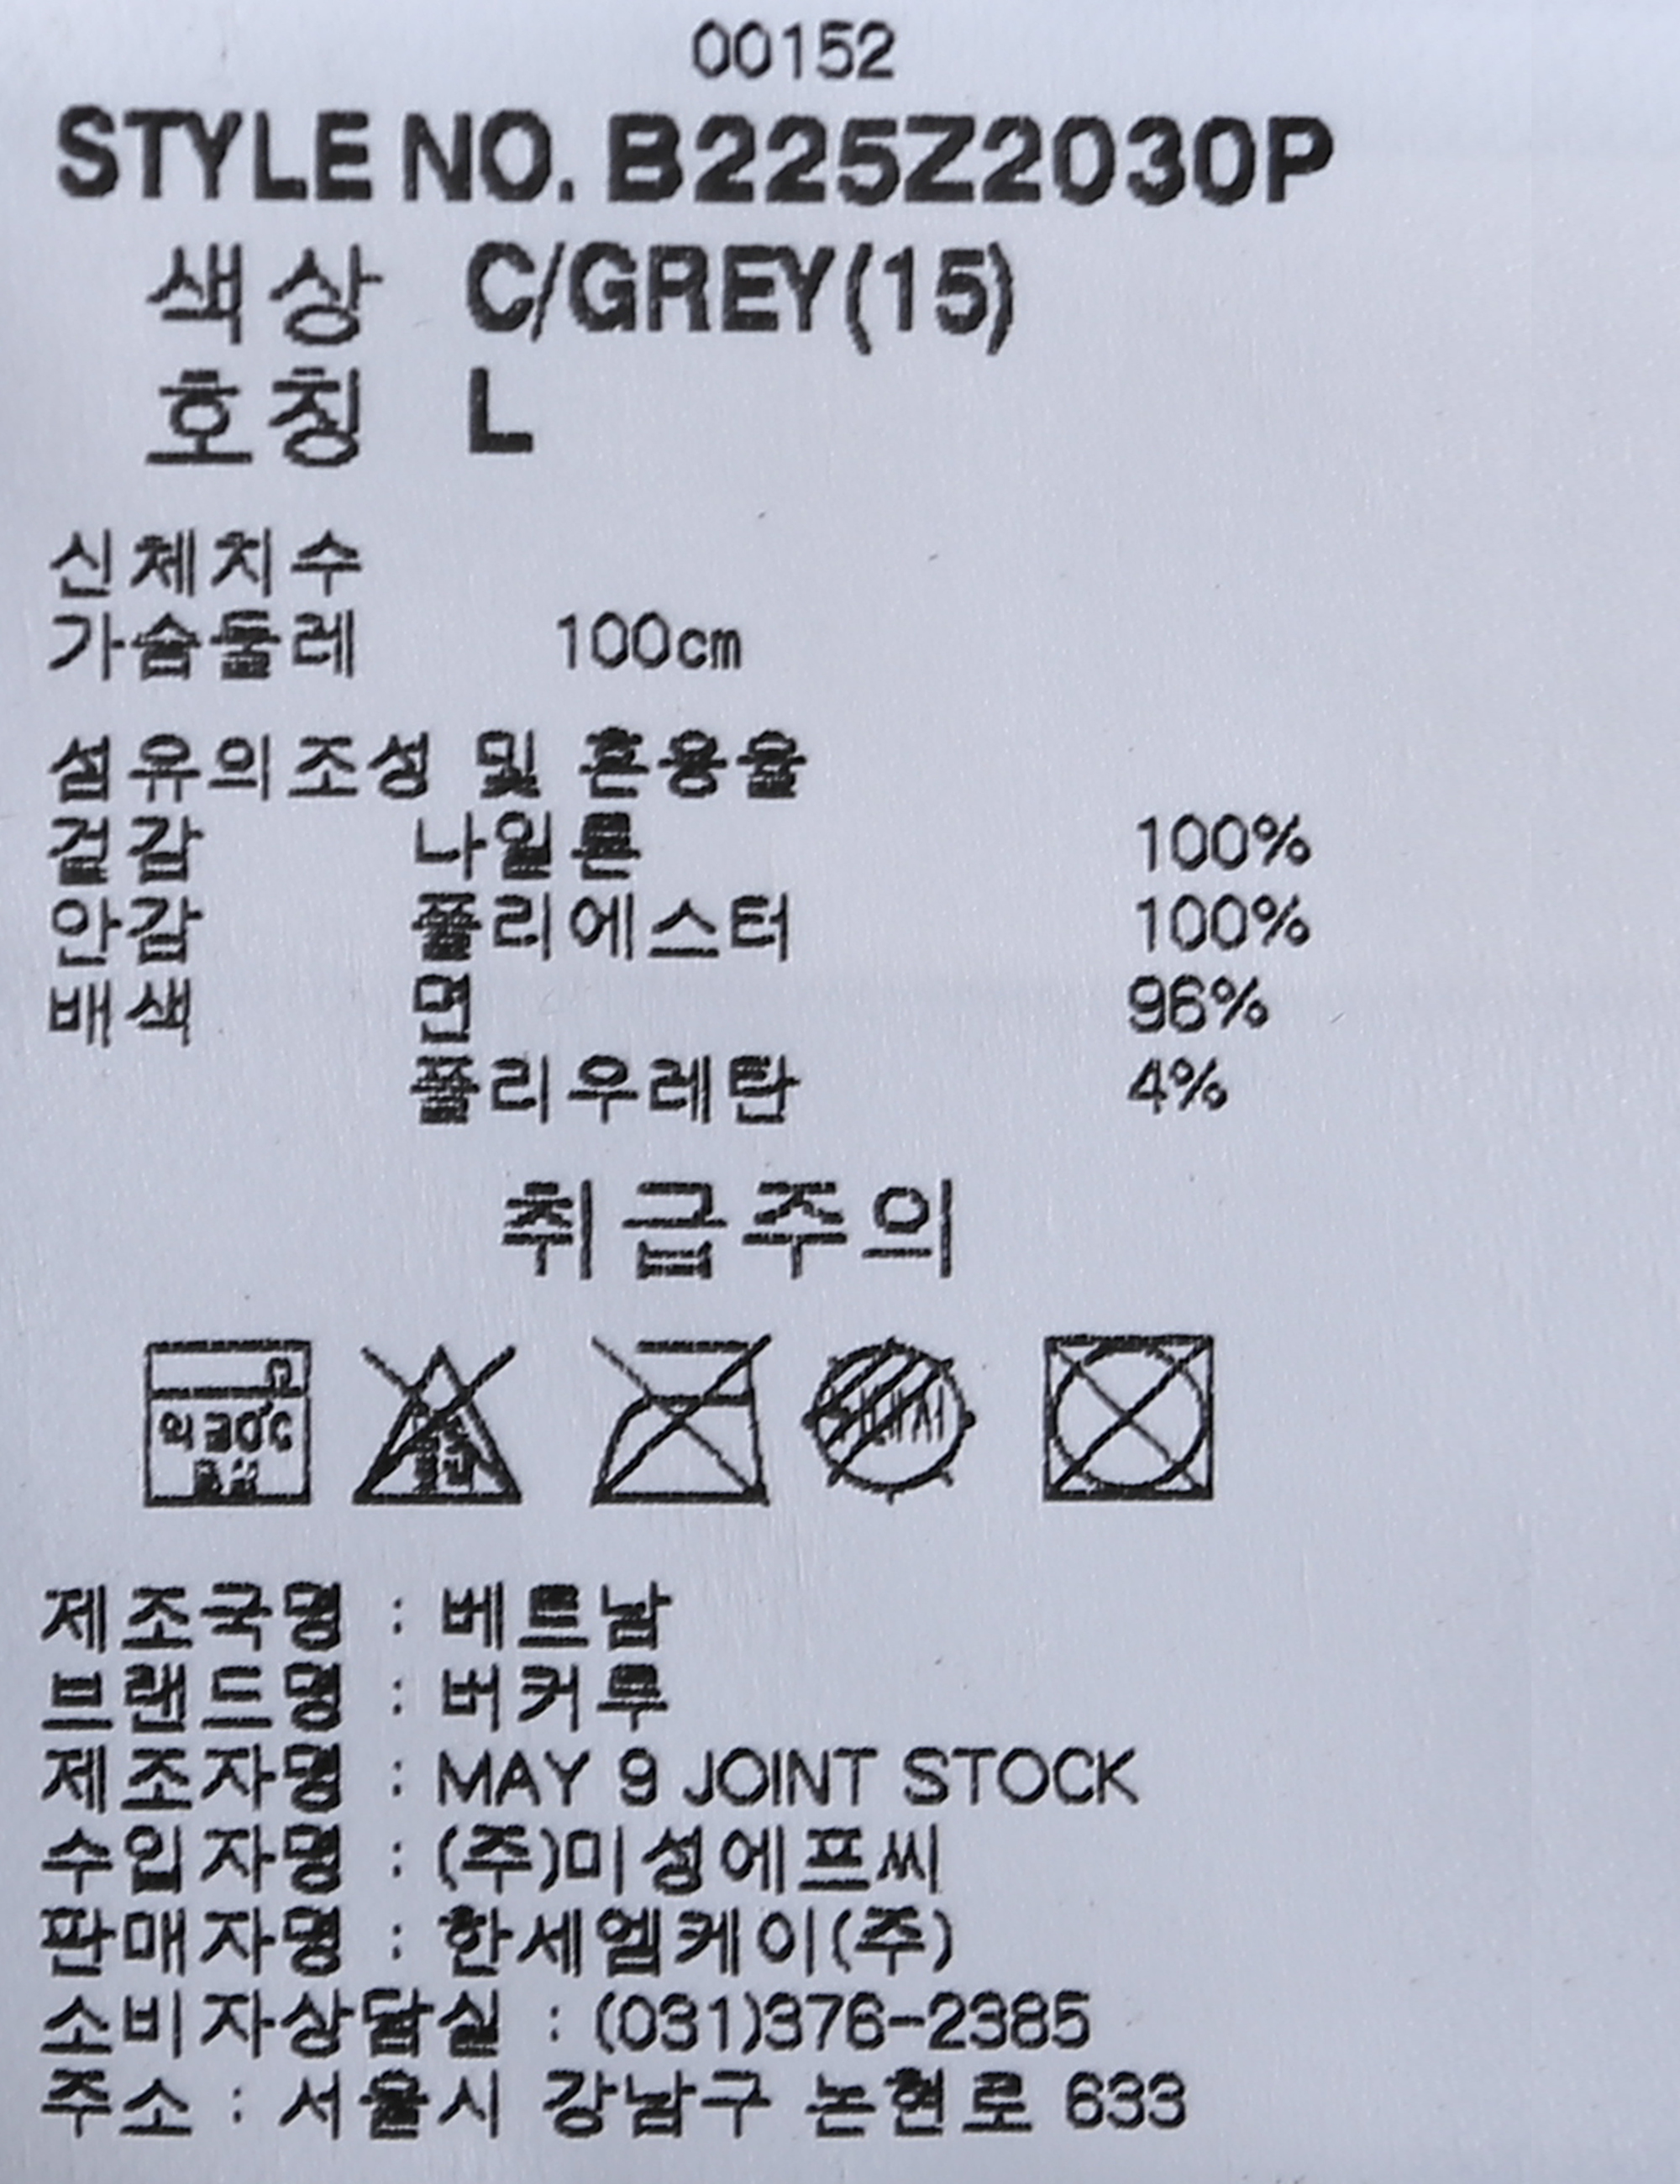 00152
STYLE NO. B225Z2030P
색상 C/GREY(15)
호칭 L
신체치수
가슴둘레 100cm
섬유의조성 및 혼용율
겉감 나일론 100%
안감 폴리에스터 100%
배색 면 96%
폴리우레탄 4%
취급주의
제조국명 : 베트남
브랜드명 : 버커루
제조자명 : MAY 9 JOINT STOCK
수입자명 : (주)미성에프씨
판매자명 : 한세엠케이(주)
소비자상담실 : (031)376-2385
주소 : 서울시 강남구 논현로 633